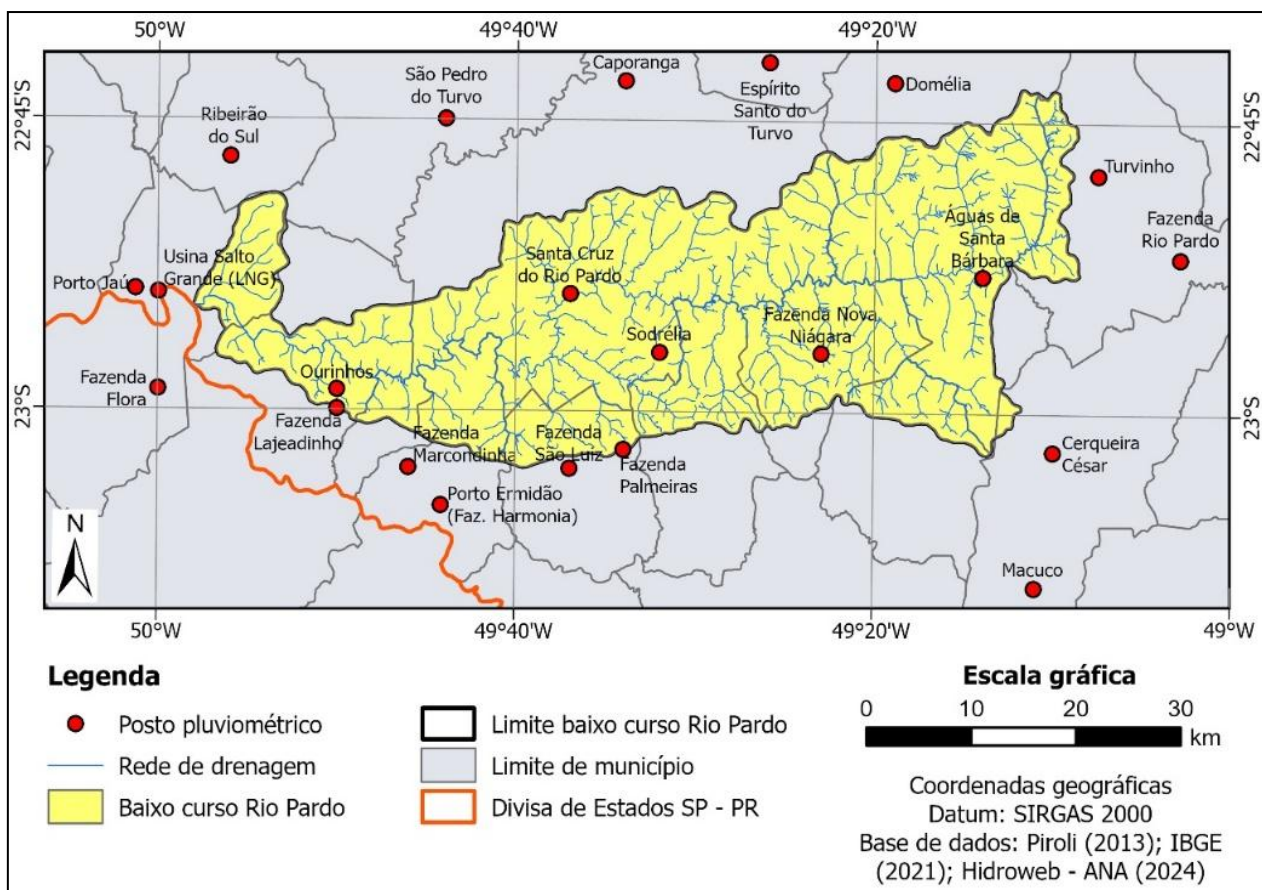 50°W
49°40'W
49°20'W
22°45'S
22°45'S
Caporanga
São Pedro
do Turvo
Espírito
Santo do
Turvo
Domélia
Ribeirão
do Sul
Turvinho
Águas de
Santa
Bárbara
Fazenda
Rio Pardo
Usina Salto
Grande (LNG)
Porto Jaú
Santa Cruz
do Rio Pardo
Sodrélia
Fazenda Nova
Niágara
Fazenda
Flora
Ourinhos
Fazenda
Lajeadinho
Fazenda
Marcondinha
Fazenda
São Luiz
Fazenda
Palmeiras
Cerqueira
César
23°S
23°S
Porto Ermidão
(Faz. Harmonia)
Macuco
N
50°W
49°40'W
49°20'W
49°W
Legenda
Posto pluviométrico
Rede de drenagem
Baixo curso Rio Pardo
Limite baixo curso Rio Pardo
Limite de município
Divisa de Estados SP - PR
Escala gráfica
0 10 20 30
km
Coordenadas geográficas
Datum: SIRGAS 2000
Base de dados: Piroli (2013); IBGE
(2021); Hidroweb - ANA (2024)